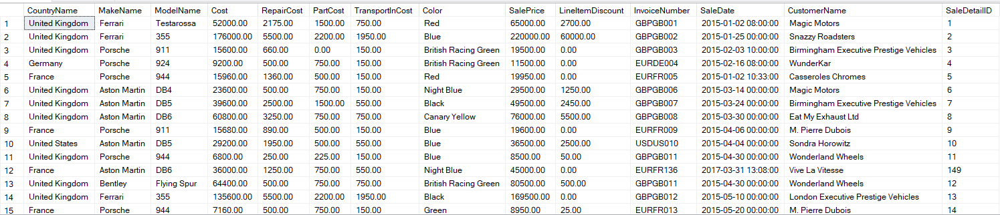 CountryName MakeName ModelName Cost RepairCost PartCost TransportInCost Color SalePrice LineItemDiscount InvoiceNumber SaleDate CustomerName SaleDetailID
1 United Kingdom Ferrari Testarossa 52000.00 2175.00 1500.00 750.00 Red 65000.00 2700.00 GBPGB001 2015-01-02 08:00:00 Magic Motors 1
2 United Kingdom Ferrari 355 176000.00 5500.00 2200.00 1950.00 Blue 220000.00 60000.00 GBPGB002 2015-01-25 00:00:00 Snazzy Roadsters 2
3 United Kingdom Porsche 911 15600.00 660.00 0.00 150.00 British Racing Green 19500.00 0.00 GBPGB003 2015-02-03 10:00:00 Birmingham Executive Prestige Vehicles 3
4 Germany Porsche 924 9200.00 500.00 750.00 150.00 British Racing Green 11500.00 0.00 EURDE004 2015-02-16 08:00:00 WunderKar 4
5 France Porsche 944 15960.00 1360.00 500.00 150.00 Red 19950.00 0.00 EURFR005 2015-01-02 10:33:00 Casseroles Chromes 5
6 United Kingdom Aston Martin DB4 23600.00 500.00 750.00 150.00 Night Blue 29500.00 1250.00 GBPGB006 2015-03-14 00:00:00 Magic Motors 6
7 United Kingdom Aston Martin DB5 39600.00 2500.00 1500.00 550.00 Black 49500.00 2450.00 GBPGB007 2015-03-24 00:00:00 Birmingham Executive Prestige Vehicles 7
8 United Kingdom Aston Martin DB6 60800.00 3250.00 750.00 750.00 Canary Yellow 76000.00 5500.00 GBPGB008 2015-03-30 00:00:00 Eat My Exhaust Ltd 8
9 France Porsche 911 15680.00 890.00 500.00 150.00 Blue 19600.00 0.00 EURFR009 2015-04-06 00:00:00 M. Pierre Dubois 9
10 United States Aston Martin DB5 29200.00 1950.00 500.00 550.00 Blue 36500.00 2500.00 USDUS010 2015-04-04 00:00:00 Sondra Horowitz 10
11 United Kingdom Porsche 944 6800.00 250.00 225.00 150.00 Blue 8500.00 50.00 GBPGB011 2015-04-30 00:00:00 Wonderland Wheels 11
12 France Aston Martin DB6 36000.00 1250.00 750.00 550.00 Night Blue 45000.00 0.00 EURFR136 2017-03-31 13:08:00 Vive La Vitesse 149
13 United Kingdom Bentley Flying Spur 64400.00 500.00 750.00 750.00 British Racing Green 80500.00 500.00 GBPGB011 2015-04-30 00:00:00 Wonderland Wheels 12
14 United Kingdom Ferrari 355 135600.00 5500.00 2200.00 1950.00 Black 169500.00 0.00 GBPGB012 2015-05-10 00:00:00 London Executive Prestige Vehicles 13
15 France Porsche 944 7160.00 500.00 750.00 150.00 Green 8950.00 25.00 EURFR013 2015-05-20 00:00:00 M. Pierre Dubois 14